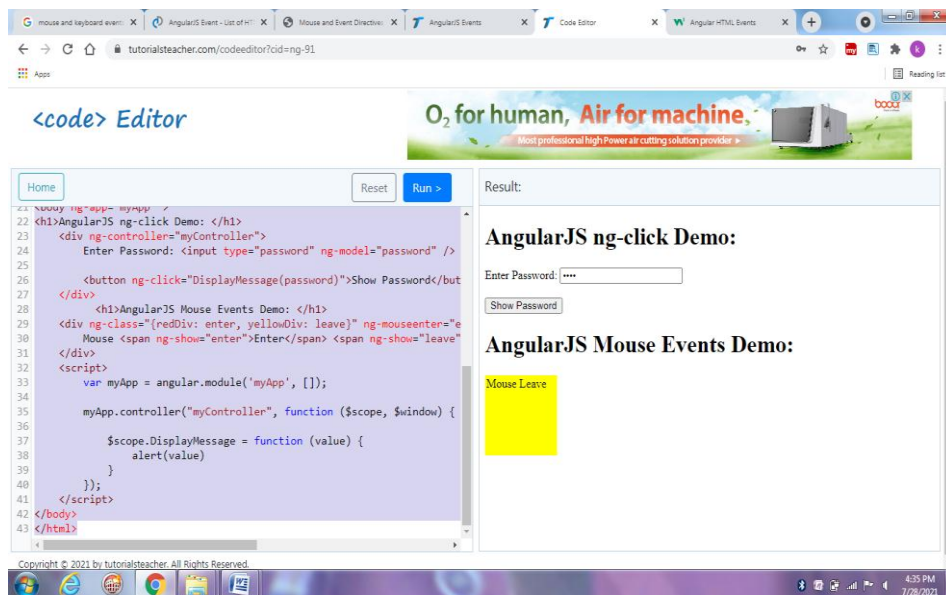 mouse and keyboard event
AngularJS Event - List of HT
Mouse and Event Directive
AngularJS Events
Code Editor
Angular HTML Events
tutorialsteacher.com/codeeditor?cid=ng-91
Apps
Reading list
<code> Editor
O2 for human, Air for machine,
Most professional high Power air cutting solution provider
Home
Reset
Run >
Result:
21 <body ng-app="myApp" >
22 <h1>AngularJS ng-click Demo: </h1>
23 <div ng-controller="myController">
24 Enter Password: <input type="password" ng-model="password" />
25
26 <button ng-click="DisplayMessage(password)">Show Password</but
27 </div>
28 <h1>AngularJS Mouse Events Demo: </h1>
29 <div ng-class="{redDiv: enter, yellowDiv: leave}" ng-mouseenter="e
30 Mouse <span ng-show="enter">Enter</span> <span ng-show="leave"
31 </div>
32 <script>
33 var myApp = angular.module('myApp', []);
34
35 myApp.controller("myController", function ($scope, $window) {
36
37 $scope.DisplayMessage = function (value) {
38 alert(value)
39 }
40 });
41 </script>
42 </body>
43 </html>
AngularJS ng-click Demo:
Enter Password: ••••
Show Password
AngularJS Mouse Events Demo:
Mouse Leave
Copyright © 2021 by tutorialsteacher. All Rights Reserved.
4:35 PM
7/28/2021